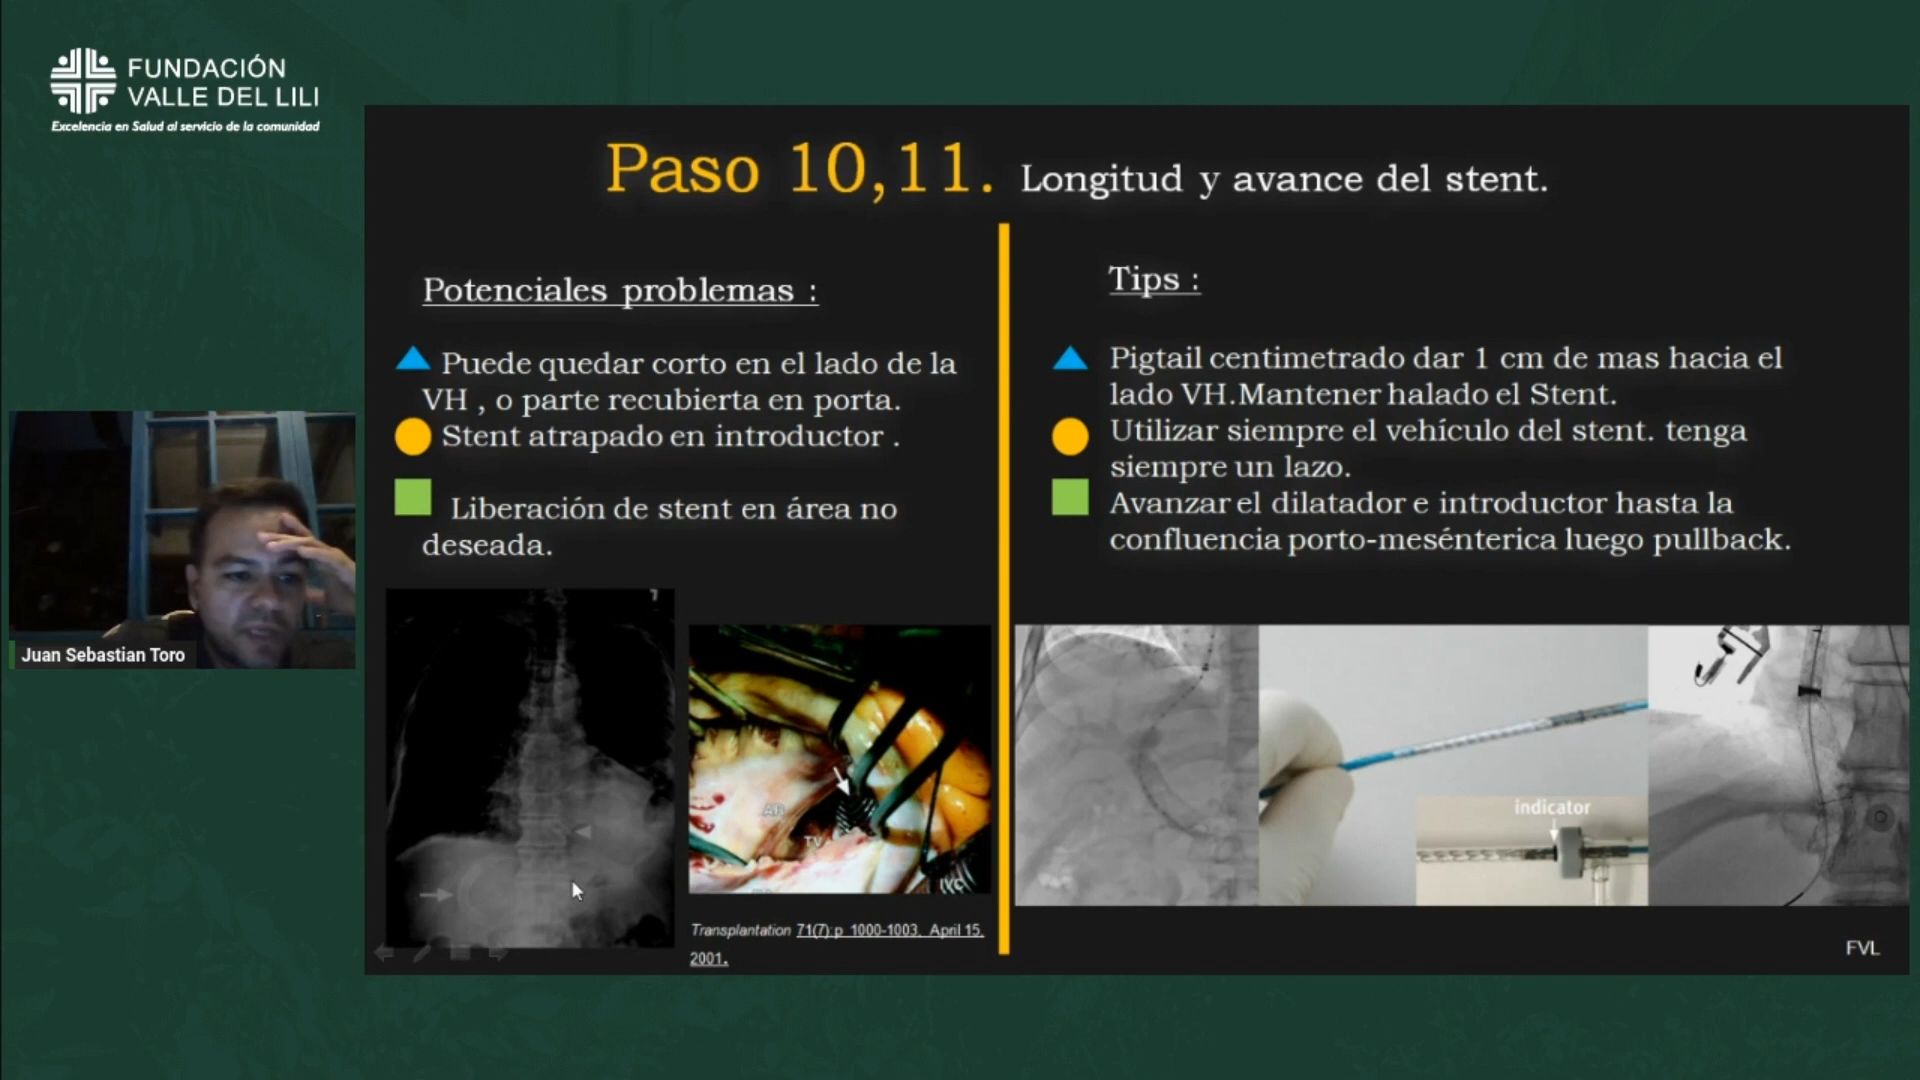 FUNDACIÓN
VALLE DEL LILI
Excelencia en Salud al servicio de la comunidad
Paso 10,11. Longitud y avance del stent.
Potenciales problemas :
Puede quedar corto en el lado de la
VH , o parte recubierta en porta.
Stent atrapado en introductor .
Liberación de stent en área no
deseada.
Tips :
Pigtail centimetrado dar 1 cm de mas hacia el
lado VH.Mantener halado el Stent.
Utilizar siempre el vehículo del stent. tenga
siempre un lazo.
Avanzar el dilatador e introductor hasta la
confluencia porto-mesénterica luego pullback.
Juan Sebastian Toro
TV
IVC
indicator
Transplantation 71(7):p 1000-1003, April 15,
2001.
FVL